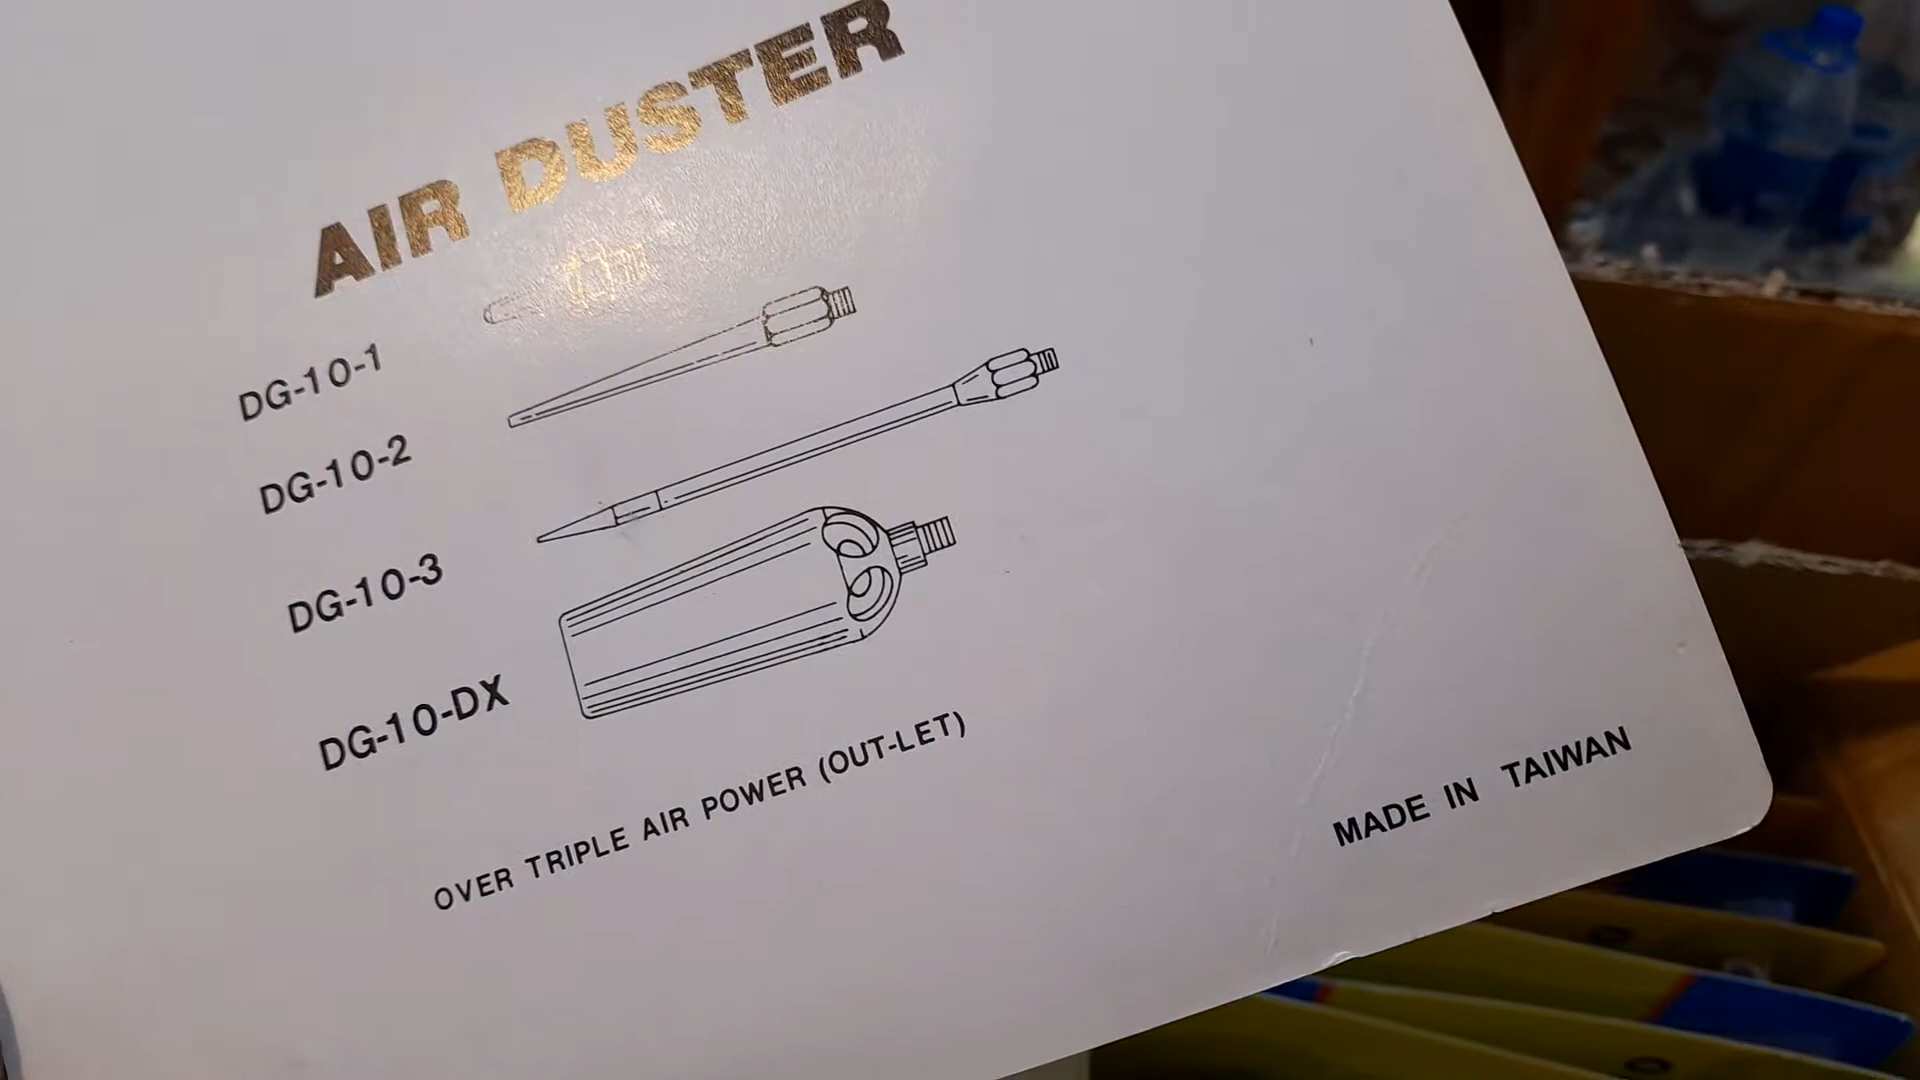 AIR DUSTER
DG-10-1
DG-10-2
DG-10-3
DG-10-DX
OVER TRIPLE AIR POWER (OUT-LET)
MADE IN TAIWAN